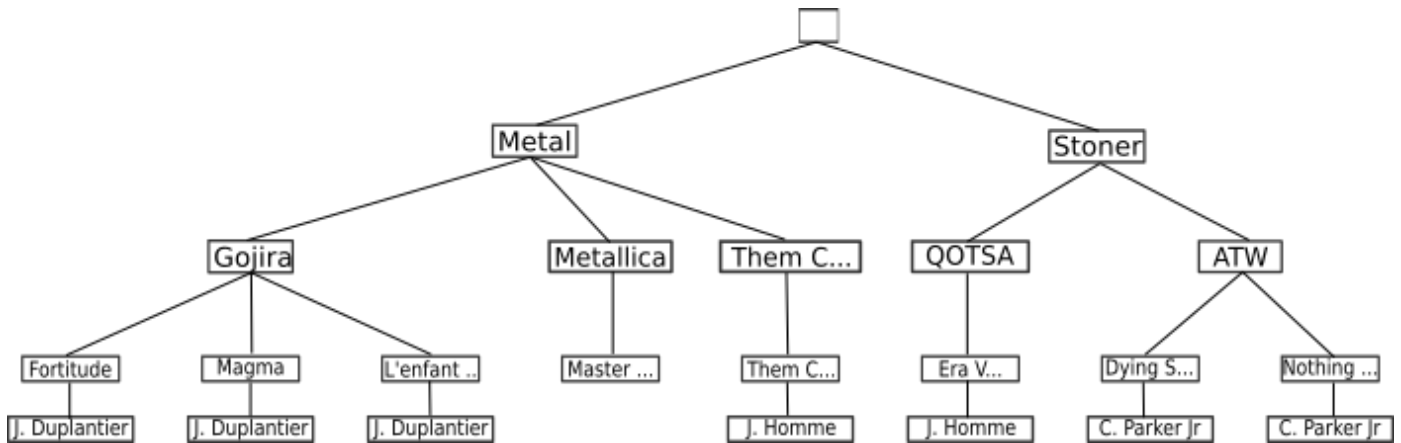 Metal
Stoner
Gojira
Metallica
Them C...
QOTSA
ATW
Fortitude
Magma
L'enfant ..
Master ...
Them C...
Era V...
Dying S...
Nothing ...
J. Duplantier
J. Duplantier
J. Duplantier
J. Homme
J. Homme
C. Parker Jr
C. Parker Jr